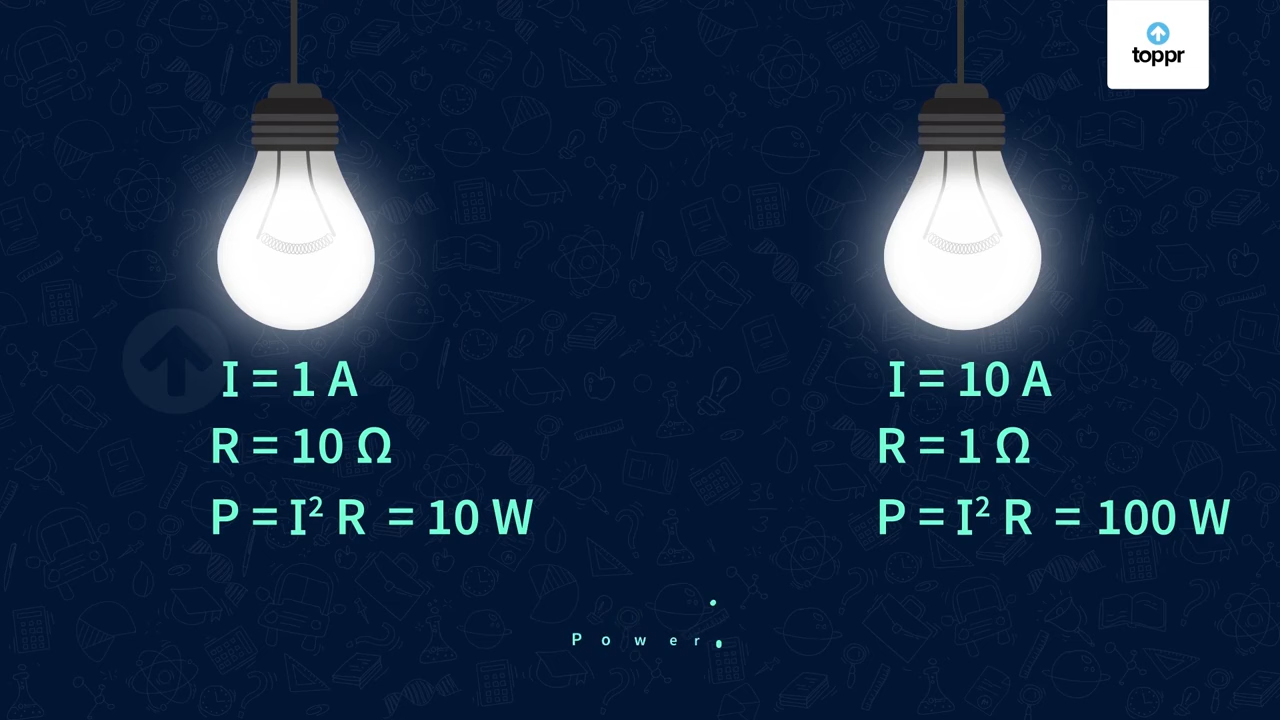 toppr
I = 1 A
R = 10 Ω
P = I² R = 10 W
I = 10 A
R = 1 Ω
P = I² R = 100 W
Power